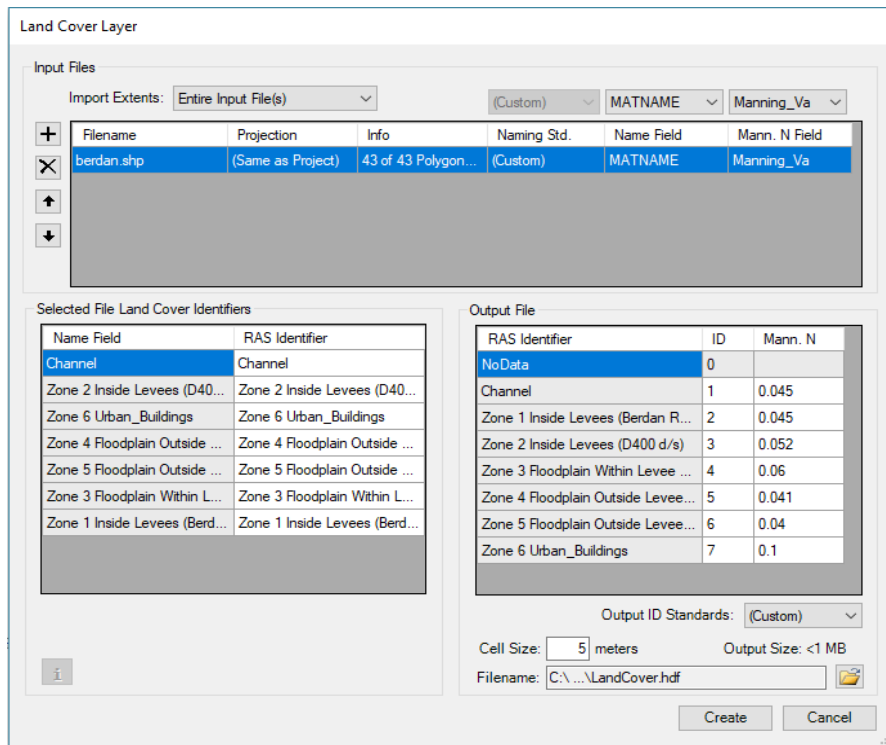 Land Cover Layer
Input Files
Import Extents: Entire Input File(s) (Custom) MATNAME Manning_Va
Filename Projection Info Naming Std. Name Field Mann. N Field
berdan.shp (Same as Project) 43 of 43 Polygon... (Custom) MATNAME Manning_Va
Selected File Land Cover Identifiers
Name Field RAS Identifier
Channel Channel
Zone 2 Inside Levees (D40... Zone 2 Inside Levees (D40...
Zone 6 Urban_Buildings Zone 6 Urban_Buildings
Zone 4 Floodplain Outside ... Zone 4 Floodplain Outside ...
Zone 5 Floodplain Outside ... Zone 5 Floodplain Outside ...
Zone 3 Floodplain Within L... Zone 3 Floodplain Within L...
Zone 1 Inside Levees (Berd... Zone 1 Inside Levees (Berd...
i
Output File
RAS Identifier ID Mann. N
NoData 0
Channel 1 0.045
Zone 1 Inside Levees (Berdan R... 2 0.045
Zone 2 Inside Levees (D400 d/s) 3 0.052
Zone 3 Floodplain Within Levee ... 4 0.06
Zone 4 Floodplain Outside Levee... 5 0.041
Zone 5 Floodplain Outside Levee... 6 0.04
Zone 6 Urban_Buildings 7 0.1
Output ID Standards: (Custom)
Cell Size: 5 meters Output Size: <1 MB
Filename: C:\ ...\LandCover.hdf
Create Cancel